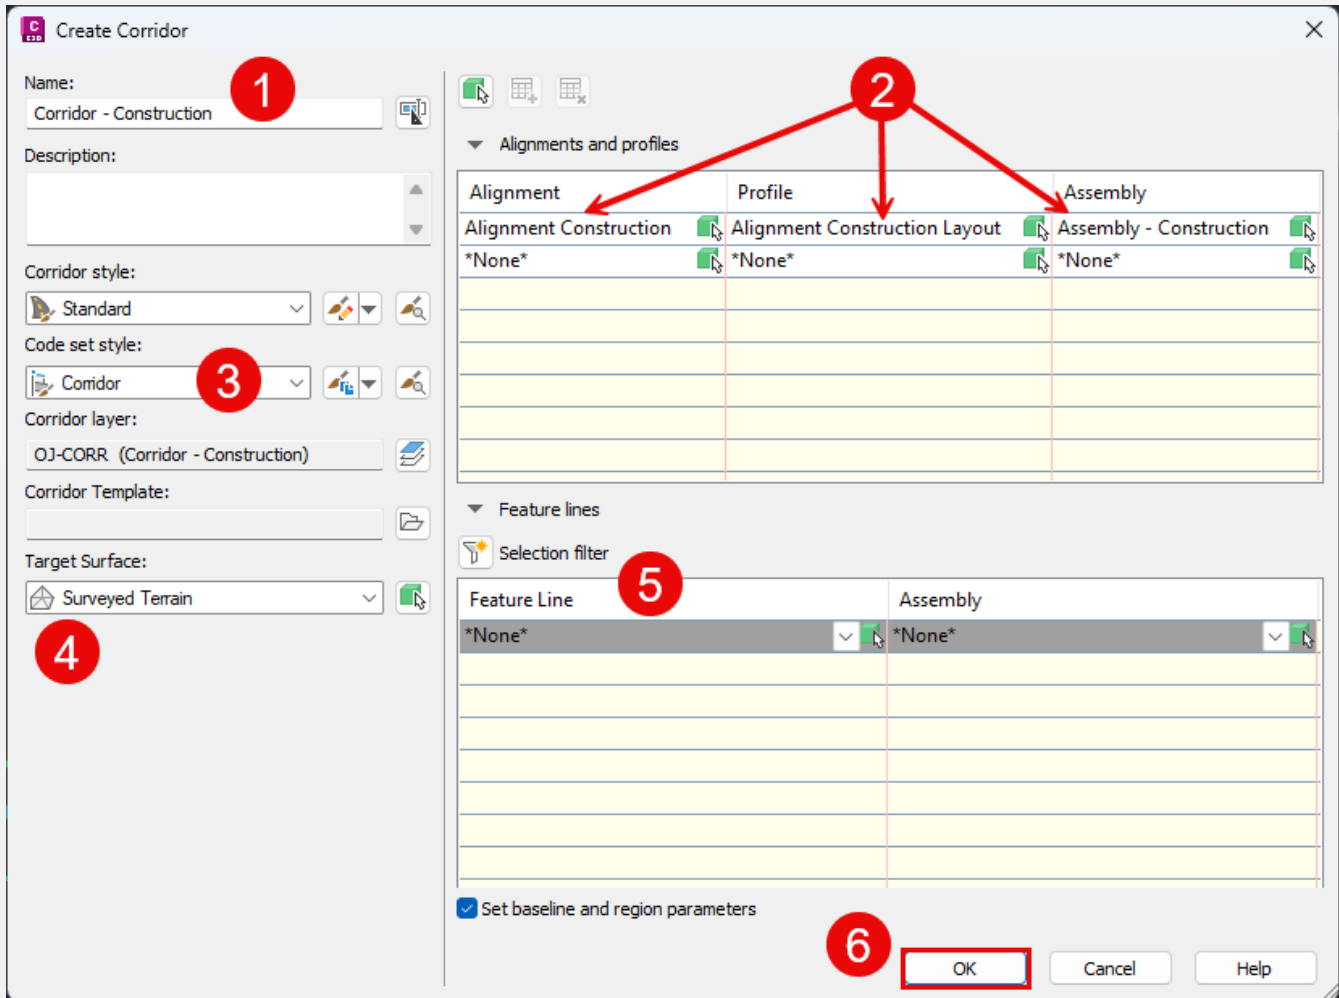 C
C3D
Create Corridor
Name:
1
Corridor - Construction
Description:
Corridor style:
Standard
Code set style:
Corridor
3
Corridor layer:
OJ-CORR (Corridor - Construction)
Corridor Template:
Target Surface:
Surveyed Terrain
4
2
Alignments and profiles
Alignment Profile Assembly
Alignment Construction Alignment Construction Layout Assembly - Construction
*None* *None* *None*
Feature lines
Selection filter
5
Feature Line Assembly
*None* *None*
Set baseline and region parameters
6
OK Cancel Help